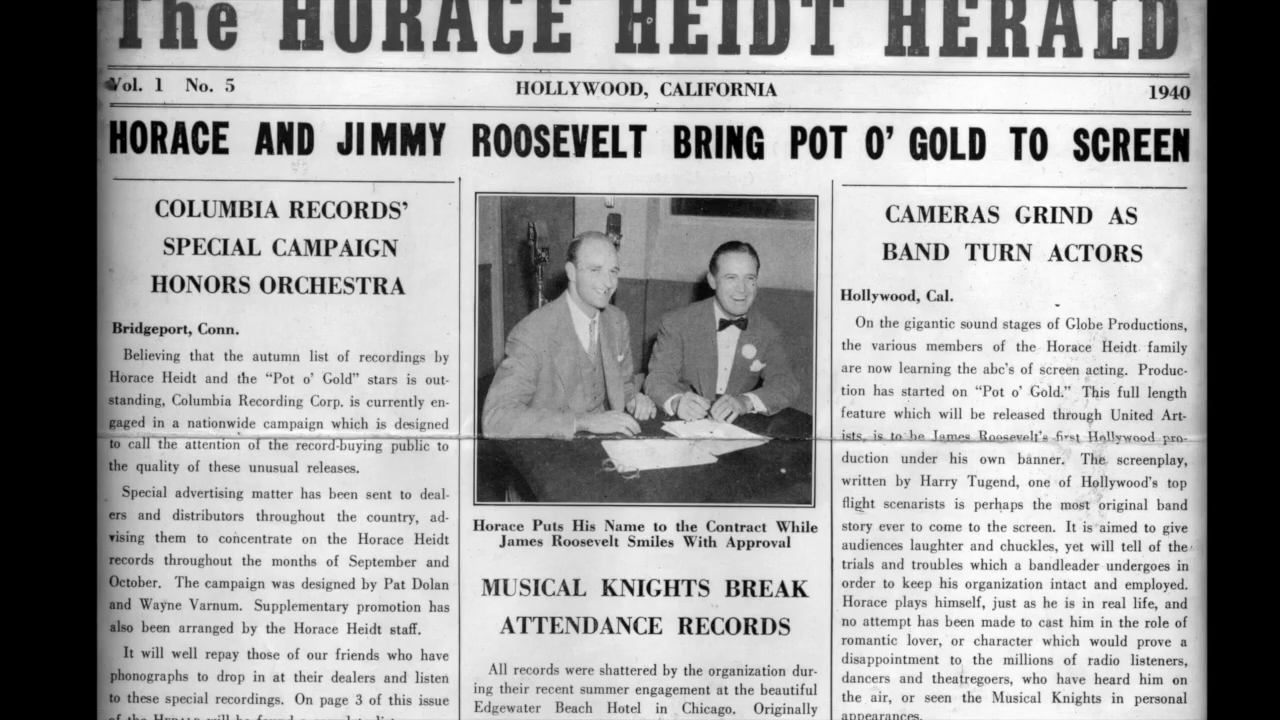 The HORACE HEIDT HERALD
Vol. 1 No. 5
HOLLYWOOD, CALIFORNIA
1940
HORACE AND JIMMY ROOSEVELT BRING POT O' GOLD TO SCREEN
COLUMBIA RECORDS'
SPECIAL CAMPAIGN
HONORS ORCHESTRA
Bridgeport, Conn.
Believing that the autumn list of recordings by
Horace Heidt and the “Pot o' Gold” stars is out-
standing, Columbia Recording Corp. is currently en-
gaged in a nationwide campaign which is designed
to call the attention of the record-buying public to
the quality of these unusual releases.
Special advertising matter has been sent to deal-
ers and distributors throughout the country, ad-
vising them to concentrate on the Horace Heidt
records throughout the months of September and
October. The campaign was designed by Pat Dolan
and Wayne Varnum. Supplementary promotion has
also been arranged by the Horace Heidt staff.
It will well repay those of our friends who have
phonographs to drop in at their dealers and listen
to these special recordings. On page 3 of this issue
of the HERALD will be found a complete
Horace Puts His Name to the Contract While
James Roosevelt Smiles With Approval
MUSICAL KNIGHTS BREAK
ATTENDANCE RECORDS
All records were shattered by the organization dur-
ing their recent summer engagement at the beautiful
Edgewater Beach Hotel in Chicago. Originally
CAMERAS GRIND AS
BAND TURN ACTORS
Hollywood, Cal.
On the gigantic sound stages of Globe Productions,
the various members of the Horace Heidt family
are now learning the abc's of screen acting. Produc-
tion has started on “Pot o' Gold.” This full length
feature which will be released through United Art-
ists, is to be James Roosevelt's first Hollywood pro-
duction under his own banner. The screenplay,
written by Harry Tugend, one of Hollywood's top
flight scenarists is perhaps the most original band
story ever to come to the screen. It is aimed to give
audiences laughter and chuckles, yet will tell of the
trials and troubles which a bandleader undergoes in
order to keep his organization intact and employed.
Horace plays himself, just as he is in real life, and
no attempt has been made to cast him in the role of
romantic lover, or character which would prove a
disappointment to the millions of radio listeners,
dancers and theatregoers, who have heard him on
the air, or seen the Musical Knights in personal
appearances.